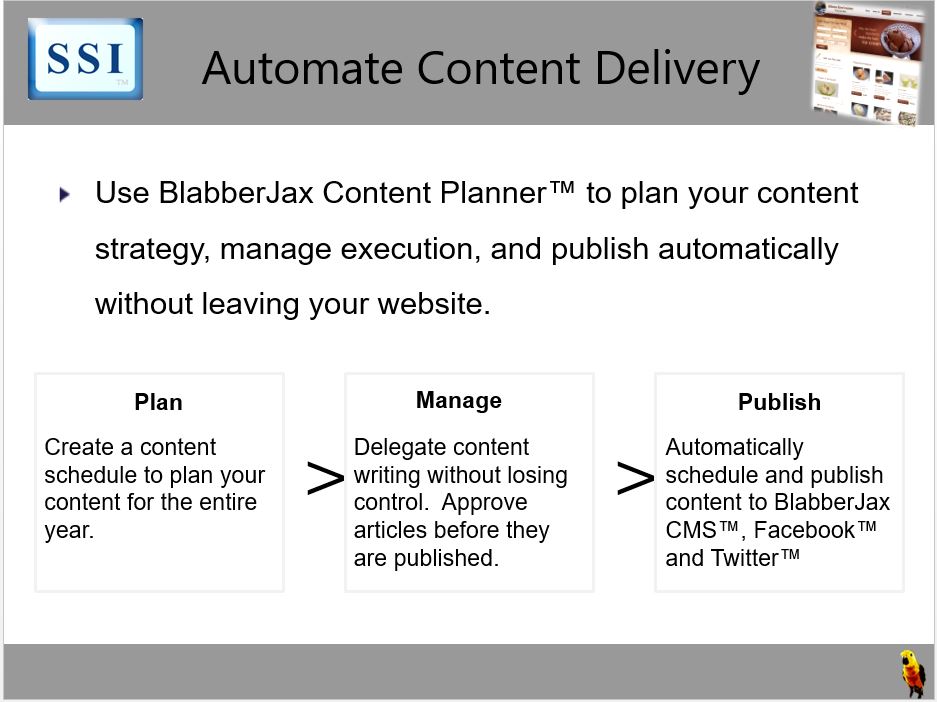 SSI
TM
Automate Content Delivery
Use BlabberJax Content Planner™ to plan your content
strategy, manage execution, and publish automatically
without leaving your website.
Plan
Create a content
schedule to plan your
content for the entire
year.
>
Manage
Delegate content
writing without losing
control.  Approve
articles before they
are published.
>
Publish
Automatically
schedule and publish
content to BlabberJax
CMS™, Facebook™
and Twitter™